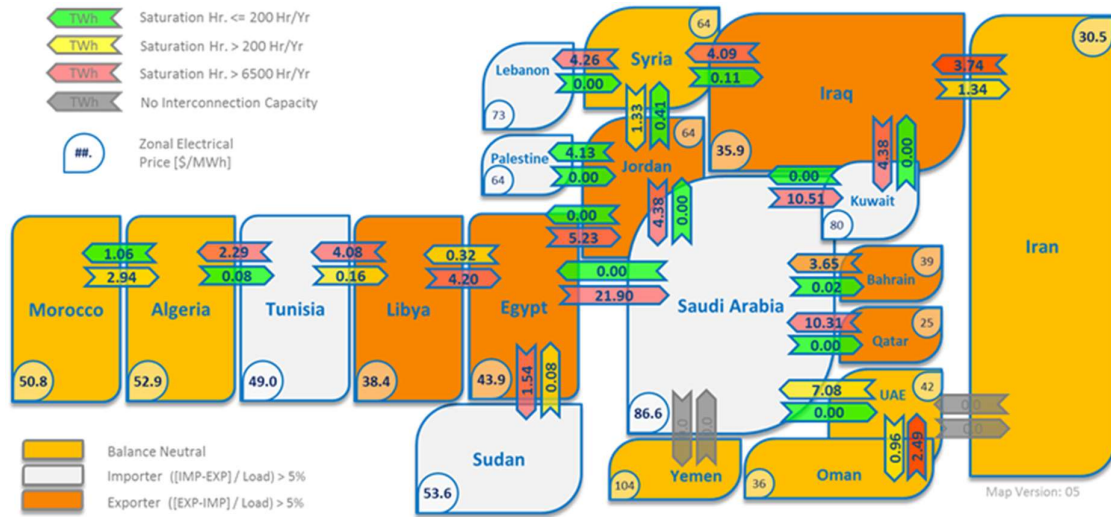 TWh Saturation Hr. <= 200 Hr/Yr
TWh Saturation Hr. > 200 Hr/Yr
TWh Saturation Hr. > 6500 Hr/Yr
TWh No Interconnection Capacity
##. Zonal Electrical
Price [$/MWh]
Lebanon
73
4.26
0.00
Syria
64
4.09
0.11
Iraq
35.9
3.74
1.34
30.5
Iran
1.33
0.41
Palestine
64
4.13
0.00
Jordan
64
4.38
0.00
4.38
0.00
0.00
10.51
Kuwait
80
0.00
5.23
0.00
21.90
Saudi Arabia
86.6
3.65
0.02
Bahrain
39
10.31
0.00
Qatar
25
7.08
0.00
UAE
42
0.0
0.0
0.96
2.49
Oman
36
Yemen
104
Morocco
50.8
1.06
2.94
Algeria
52.9
2.29
0.08
Tunisia
49.0
4.08
0.16
Libya
38.4
0.32
4.20
Egypt
43.9
1.54
0.08
Sudan
53.6
Balance Neutral
Importer ([IMP-EXP] / Load) > 5%
Exporter ([EXP-IMP] / Load) > 5%
Map Version: 05